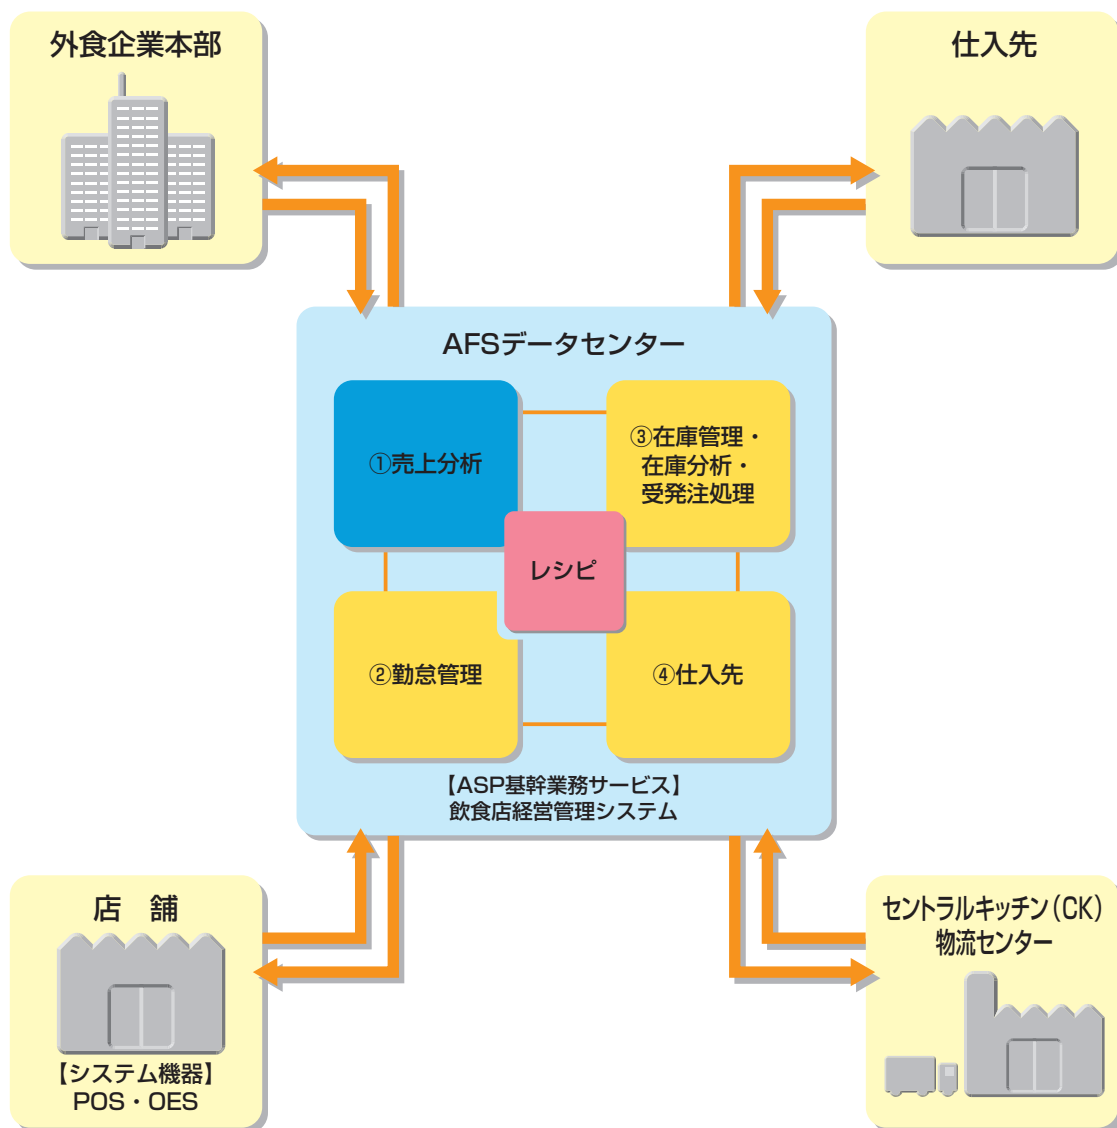 外食企業本部
仕入先
AFSデータセンター
①売上分析
③在庫管理・
在庫分析・
受発注処理
レシピ
②勤怠管理
④仕入先
【ASP基幹業務サービス】
飲食店経営管理システム
店　舗
【システム機器】
POS・OES
セントラルキッチン（CK）
物流センター